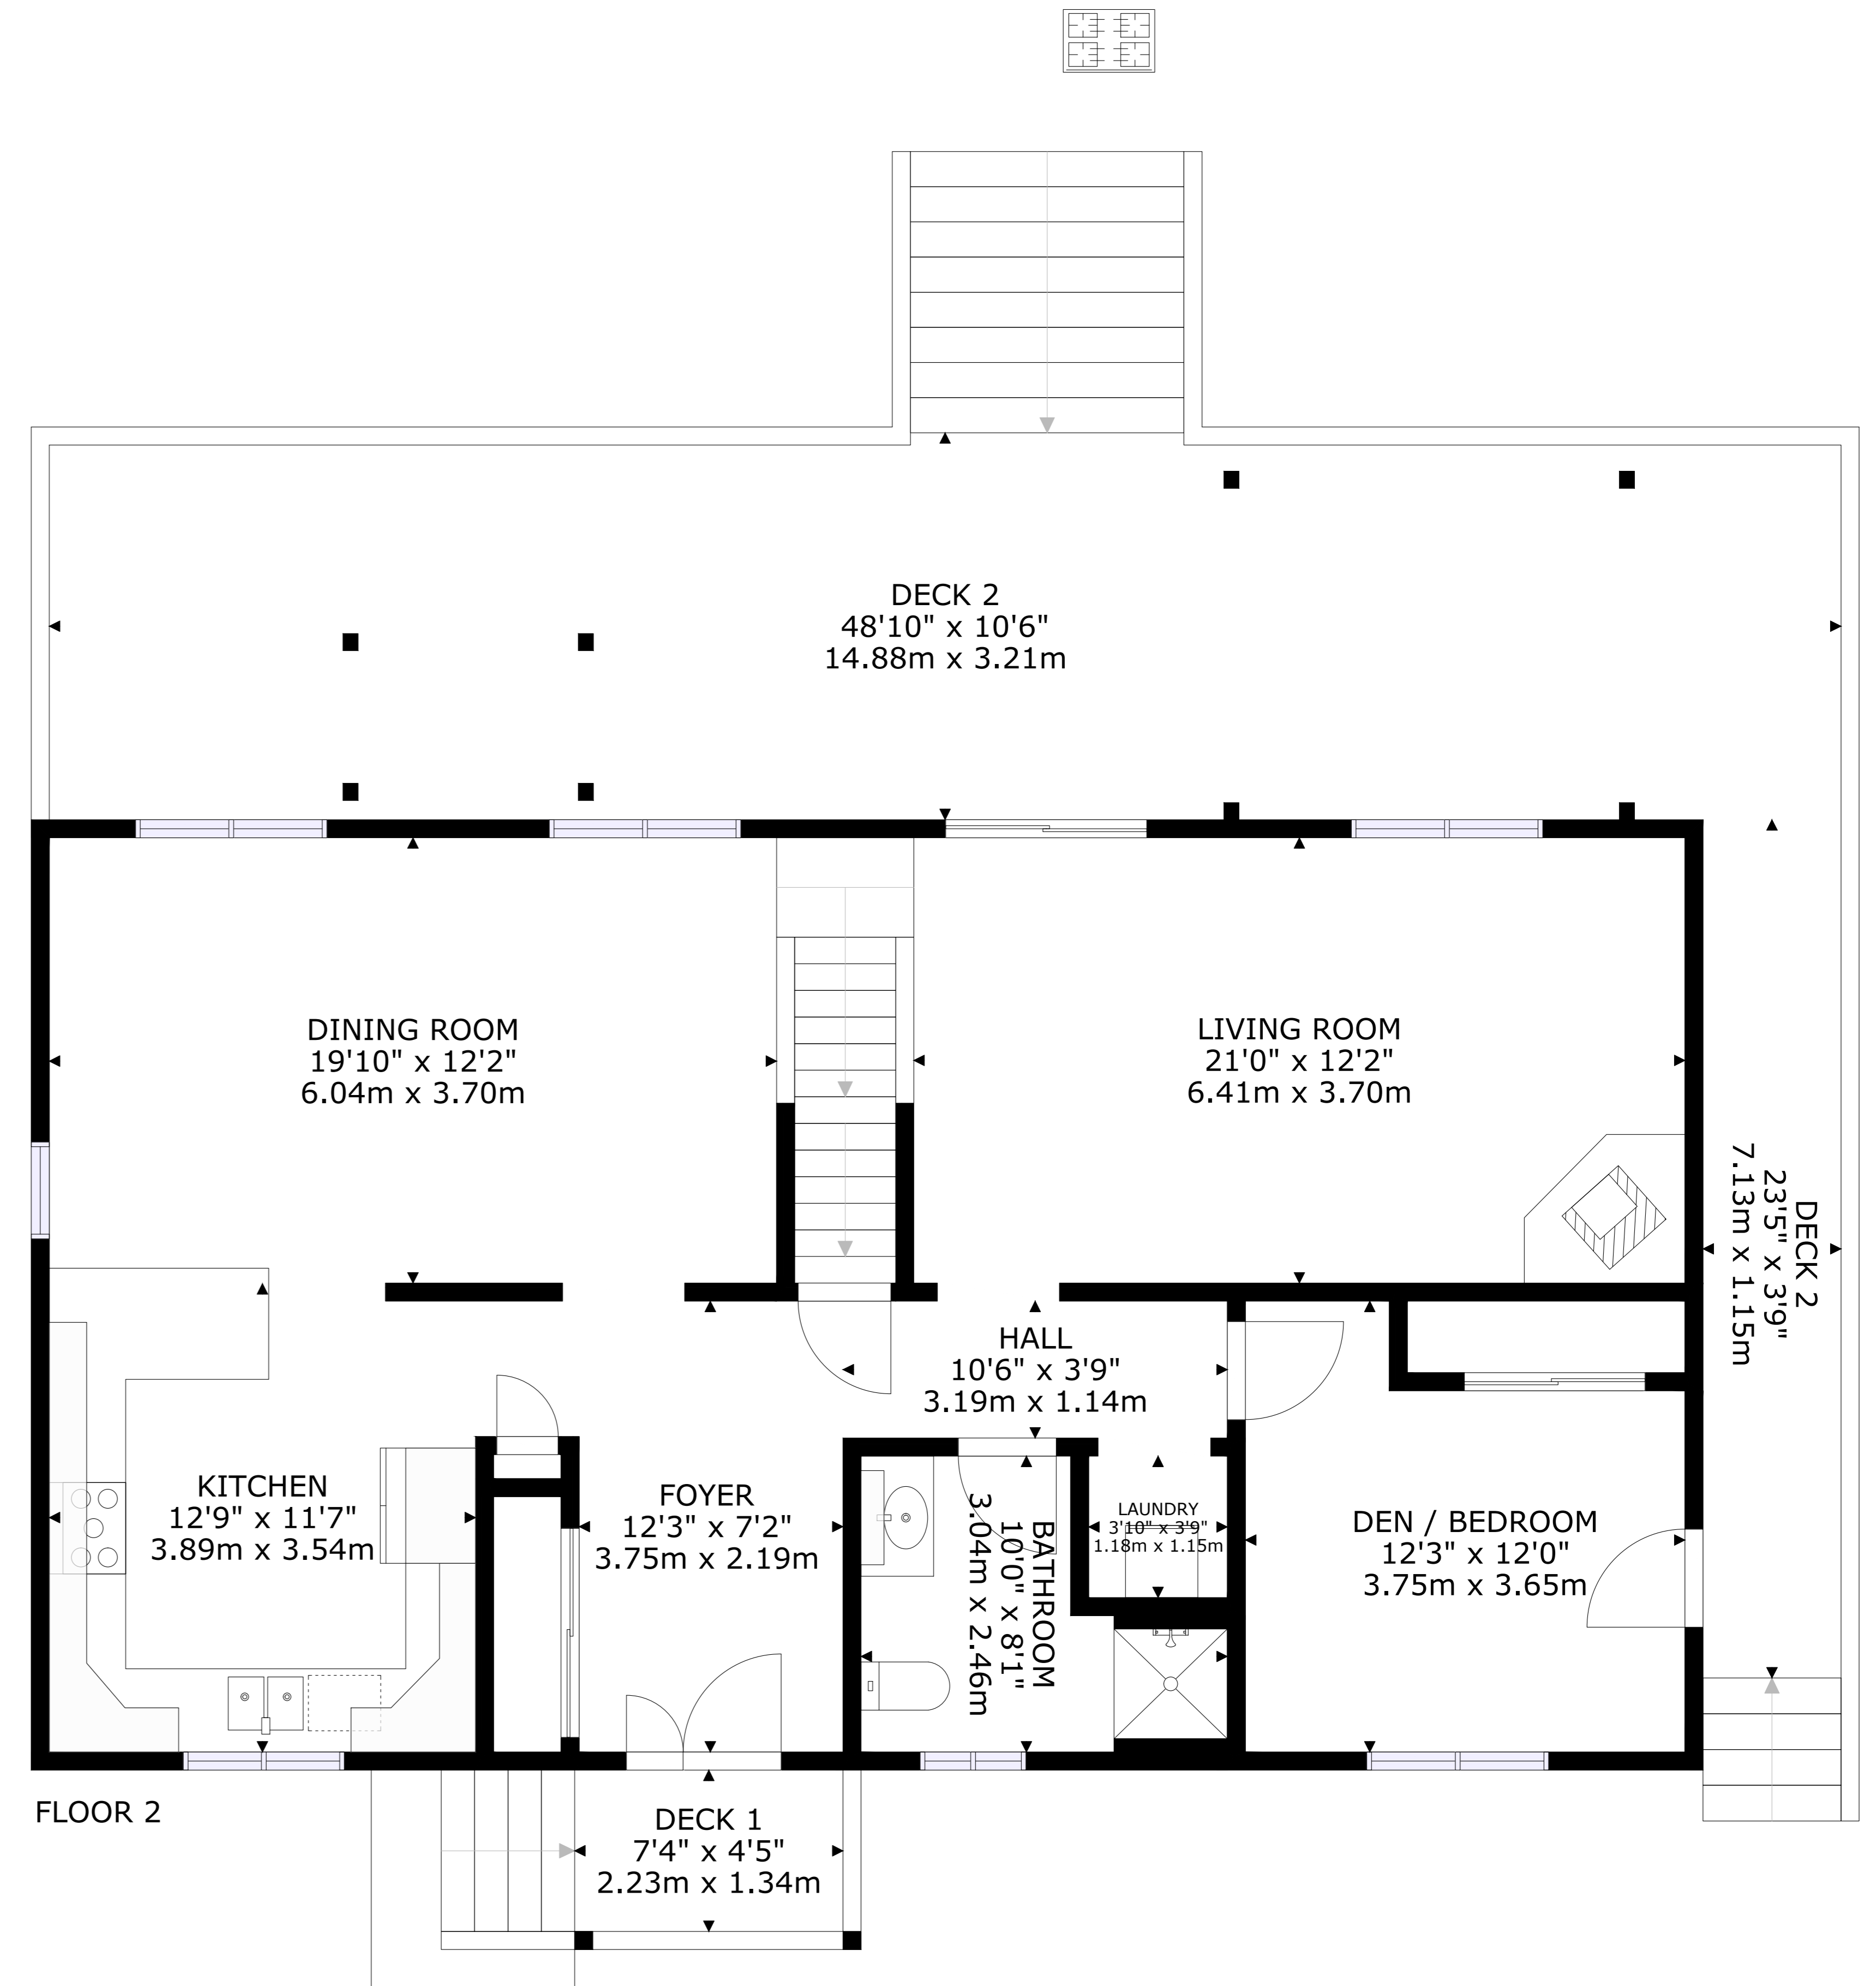 DECK 2
48'10" x 10'6"
14.88m x 3.21m
DINING ROOM
19'10" x 12'2"
6.04m x 3.70m
LIVING ROOM
21'0" x 12'2"
6.41m x 3.70m
DECK 2
23'5" x 3'9"
7.13m x 1.15m
HALL
10'6" x 3'9"
3.19m x 1.14m
KITCHEN
12'9" x 11'7"
3.89m x 3.54m
FOYER
12'3" x 7'2"
3.75m x 2.19m
BATHROOM
10'0" x 8'1"
3.04m x 2.46m
LAUNDRY
3'10" x 3'9"
1.18m x 1.15m
DEN / BEDROOM
12'3" x 12'0"
3.75m x 3.65m
FLOOR 2
DECK 1
7'4" x 4'5"
2.23m x 1.34m